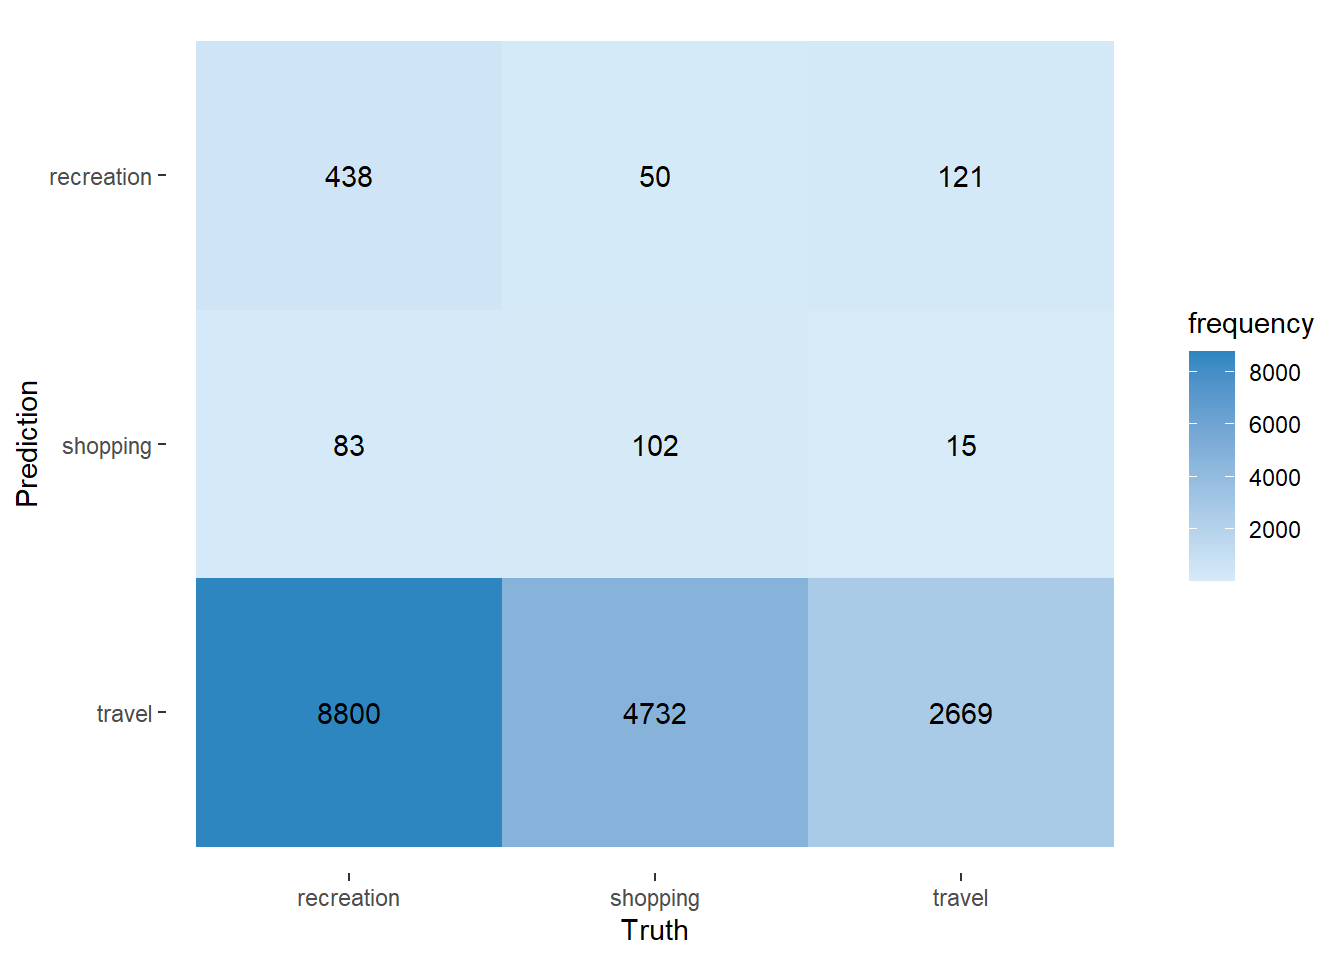 recreation 438 50 121
shopping 83 102 15
travel 8800 4732 2669
recreation shopping travel
Truth
Prediction
frequency
8000
6000
4000
2000